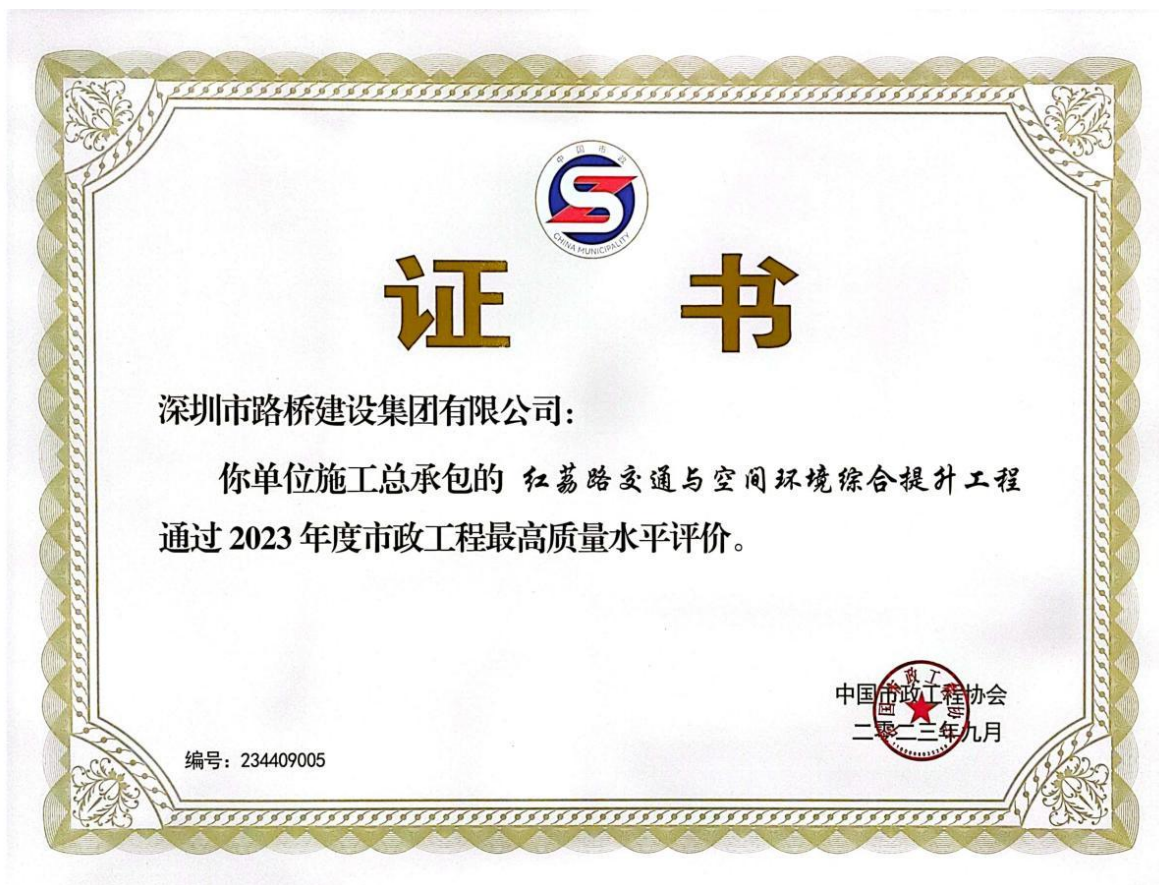 中国市政
CHINA MUNICIPALITY
证书
深圳市路桥建设集团有限公司：
你单位施工总承包的 红荔路交通与空间环境综合提升工程
通过 2023 年度市政工程最高质量水平评价。
中国市政工程协会
二零二三年九月
编号：234409005